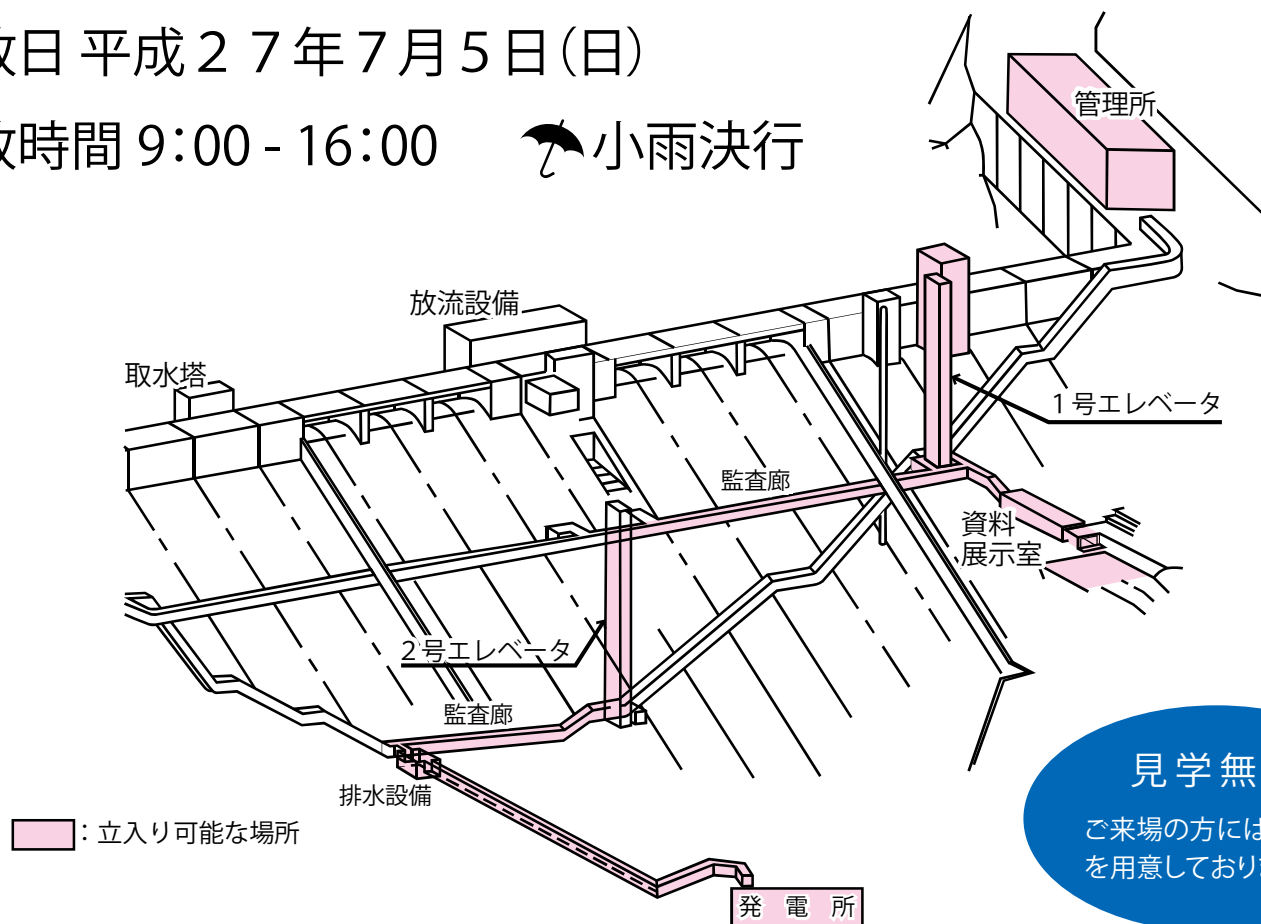 放日 平成２７年７月５日（日）
放時間 9：00 - 16：00　小雨決行
管理所
放流設備
取水塔
１号エレベータ
監査廊
資料
展示室
２号エレベータ
監査廊
排水設備
：立入り可能な場所
発電所
見学無
ご来場の方には
を用意しており